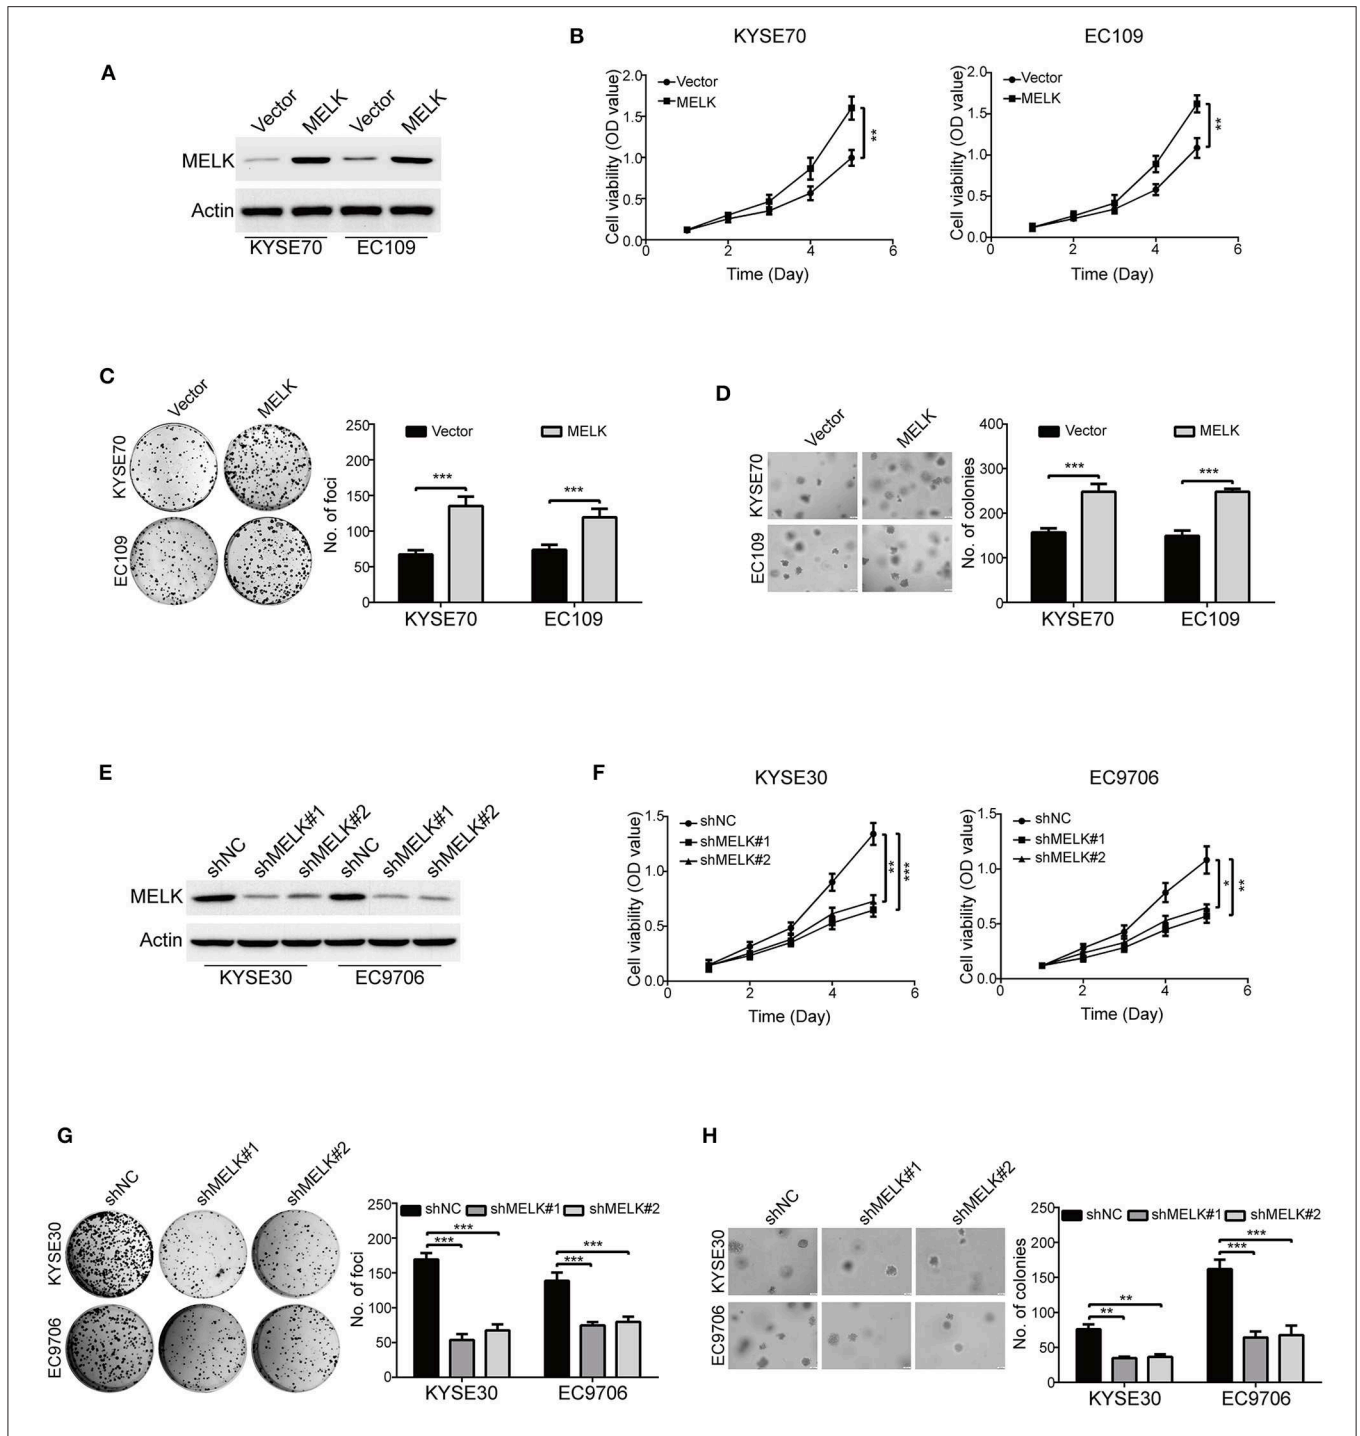 A
Vector
MELK
Vector
MELK
MELK
Actin
KYSE70
EC109
B
KYSE70
Vector
MELK
Cell viability (OD value)
2.0
1.5
1.0
0.5
0.0
0
2
4
6
Time (Day)
**
EC109
Vector
MELK
Cell viability (OD value)
2.0
1.5
1.0
0.5
0.0
0
2
4
6
Time (Day)
**
C
Vector
MELK
KYSE70
EC109
Vector
MELK
No. of foci
250
200
150
100
50
0
***
***
KYSE70
EC109
D
Vector
MELK
KYSE70
EC109
Vector
MELK
No. of colonies
400
300
200
100
0
***
***
KYSE70
EC109
E
shNC
shMELK#1
shMELK#2
shNC
shMELK#1
shMELK#2
MELK
Actin
KYSE30
EC9706
F
KYSE30
shNC
shMELK#1
shMELK#2
Cell viability (OD value)
1.5
1.0
0.5
0.0
0
2
4
6
Time (Day)
**
***
EC9706
shNC
shMELK#1
shMELK#2
Cell viability (OD value)
1.5
1.0
0.5
0.0
0
2
4
6
Time (Day)
*
**
G
shNC
shMELK#1
shMELK#2
KYSE30
EC9706
shNC
shMELK#1
shMELK#2
No. of foci
250
200
150
100
50
0
***
***
***
***
KYSE30
EC9706
H
shNC
shMELK#1
shMELK#2
KYSE30
EC9706
shNC
shMELK#1
shMELK#2
No. of colonies
250
200
150
100
50
0
**
**
***
***
KYSE30
EC9706